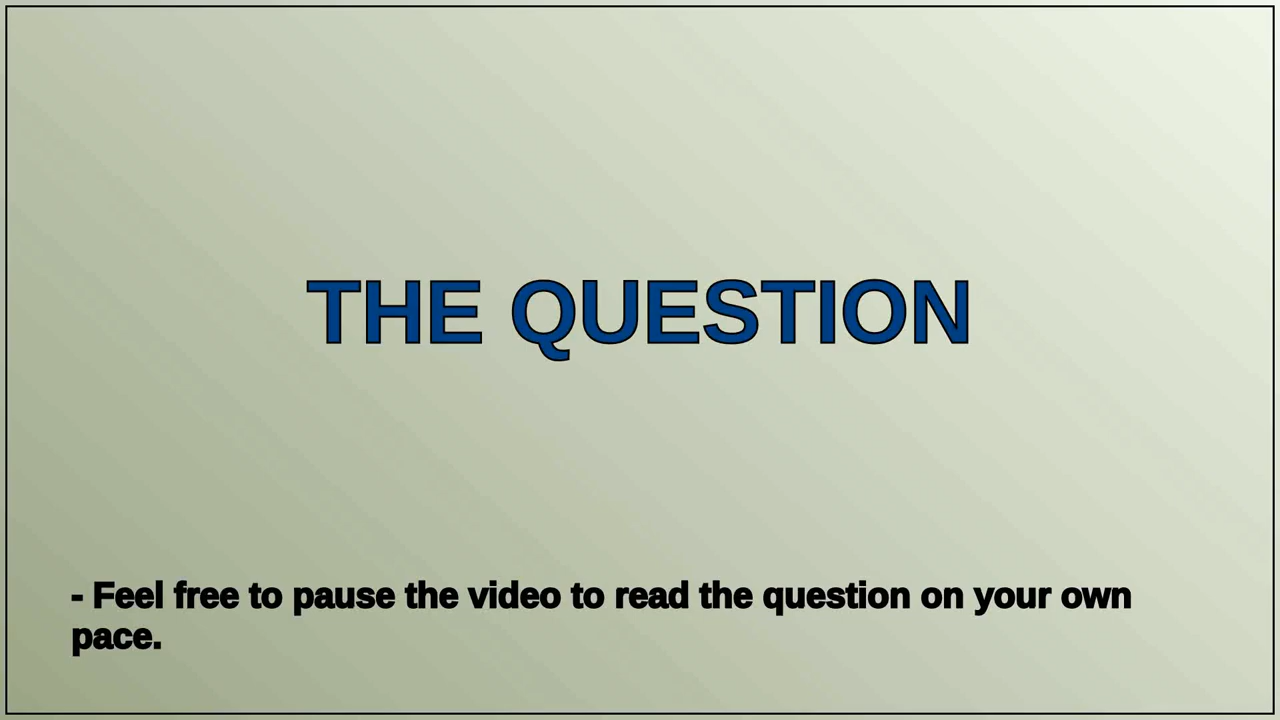 THE QUESTION
- Feel free to pause the video to read the question on your own
pace.